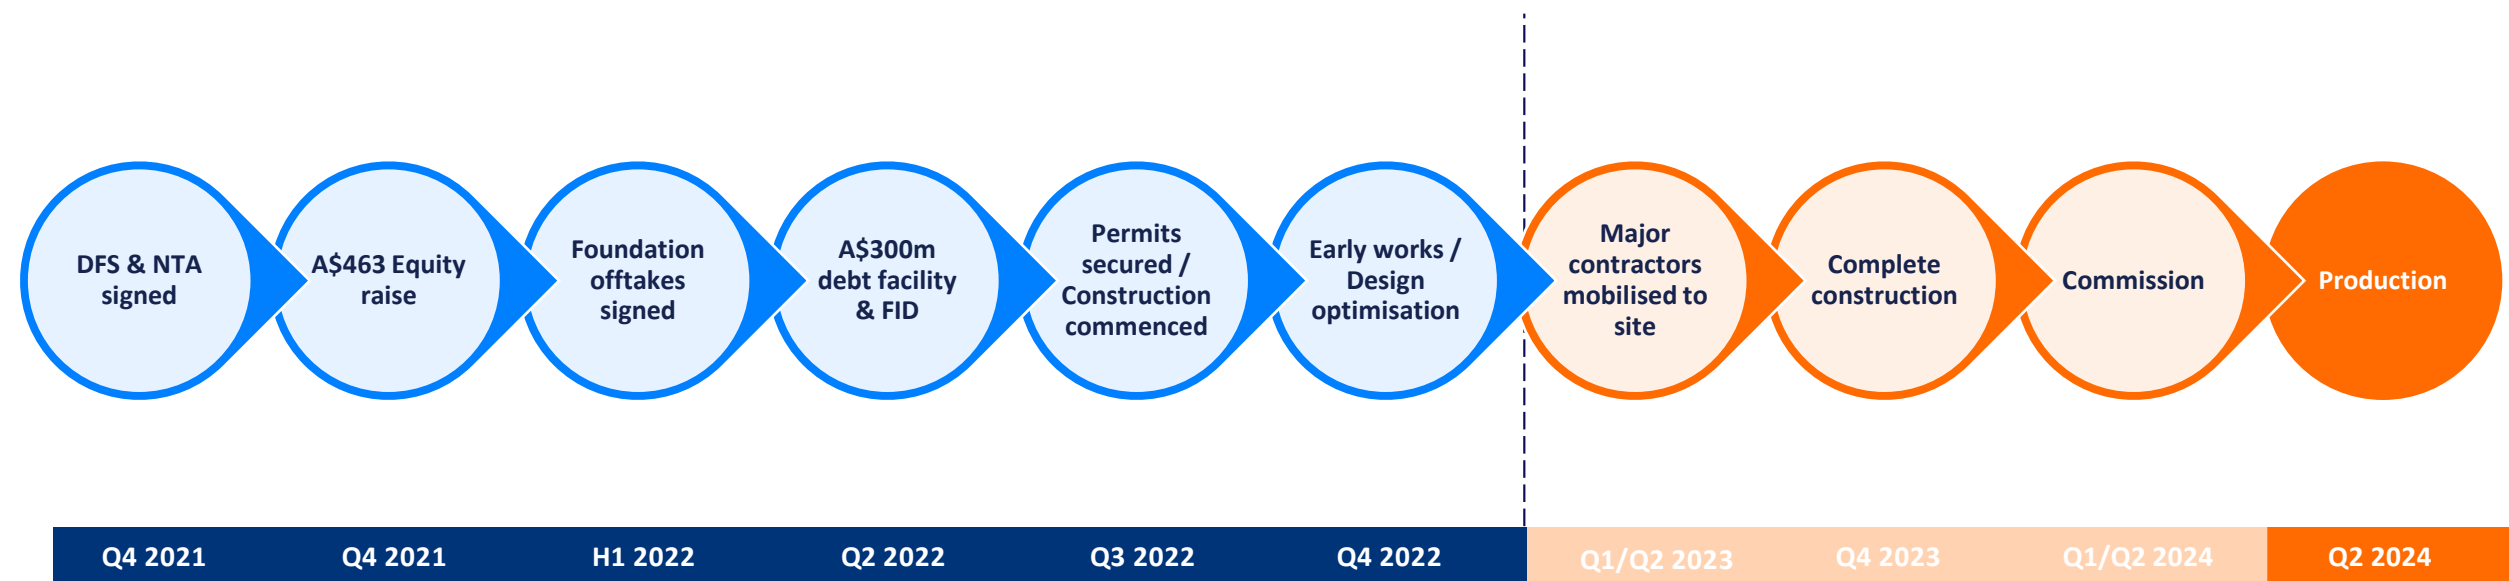 DFS & NTA
signed
A$463 Equity
raise
Foundation
offtakes
signed
A$300m
debt facility
& FID
Permits
secured /
Construction
commenced
Early works /
Design
optimisation
Major
contractors
mobilised to
site
Complete
construction
Commission
Production
Q4 2021
Q4 2021
H1 2022
Q2 2022
Q3 2022
Q4 2022
Q1/Q2 2023
Q4 2023
Q1/Q2 2024
Q2 2024